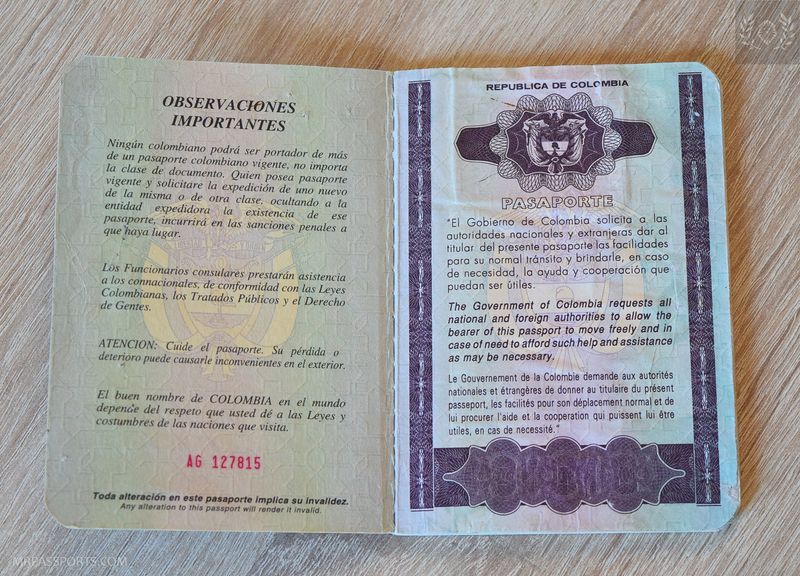 OBSERVACIONES
IMPORTANTES
Ningún colombiano podrá ser portador de más
de un pasaporte colombiano vigente, no importa
la clase de documento. Quien posea pasaporte
vigente y solicitare la expedición de uno nuevo
de la misma o de otra clase, ocultando a la
entidad expedidora la existencia de ese
pasaporte, incurrirá en las sanciones penales a
que haya lugar.
Los Funcionarios consulares prestarán asistencia
a los connacionales, de conformidad con las Leyes
Colombianas, los Tratados Públicos y el Derecho
de Gentes.
ATENCION: Cuide el pasaporte. Su pérdida o
deterioro puede causarle inconvenientes en el exterior.
El buen nombre de COLOMBIA en el mundo
depende del respeto que usted dé a las Leyes y
costumbres de las naciones que visita.
AG 127815
Toda alteración en este pasaporte implica su invalidez.
Any alteration to this passport will render it invalid.
REPUBLICA DE COLOMBIA
PASAPORTE
"El Gobierno de Colombia solicita a las
autoridades nacionales y extranjeras dar al
titular del presente pasaporte las facilidades
para su normal tránsito y brindarle, en caso
de necesidad, la ayuda y cooperación que
puedan ser útiles.
The Government of Colombia requests all
national and foreign authorities to allow the
bearer of this passport to move freely and in
case of need to afford such help and assistance
as may be necessary.
Le Gouvernement de la Colombie demande aux autorités
nationales et étrangères de donner au titulaire du présent
passeport, les facilités pour son déplacement normal et de
lui procurer l'aide et la cooperation qui puissent lui être
utiles, en cas de nécessité."
MRPASSPORTS.COM